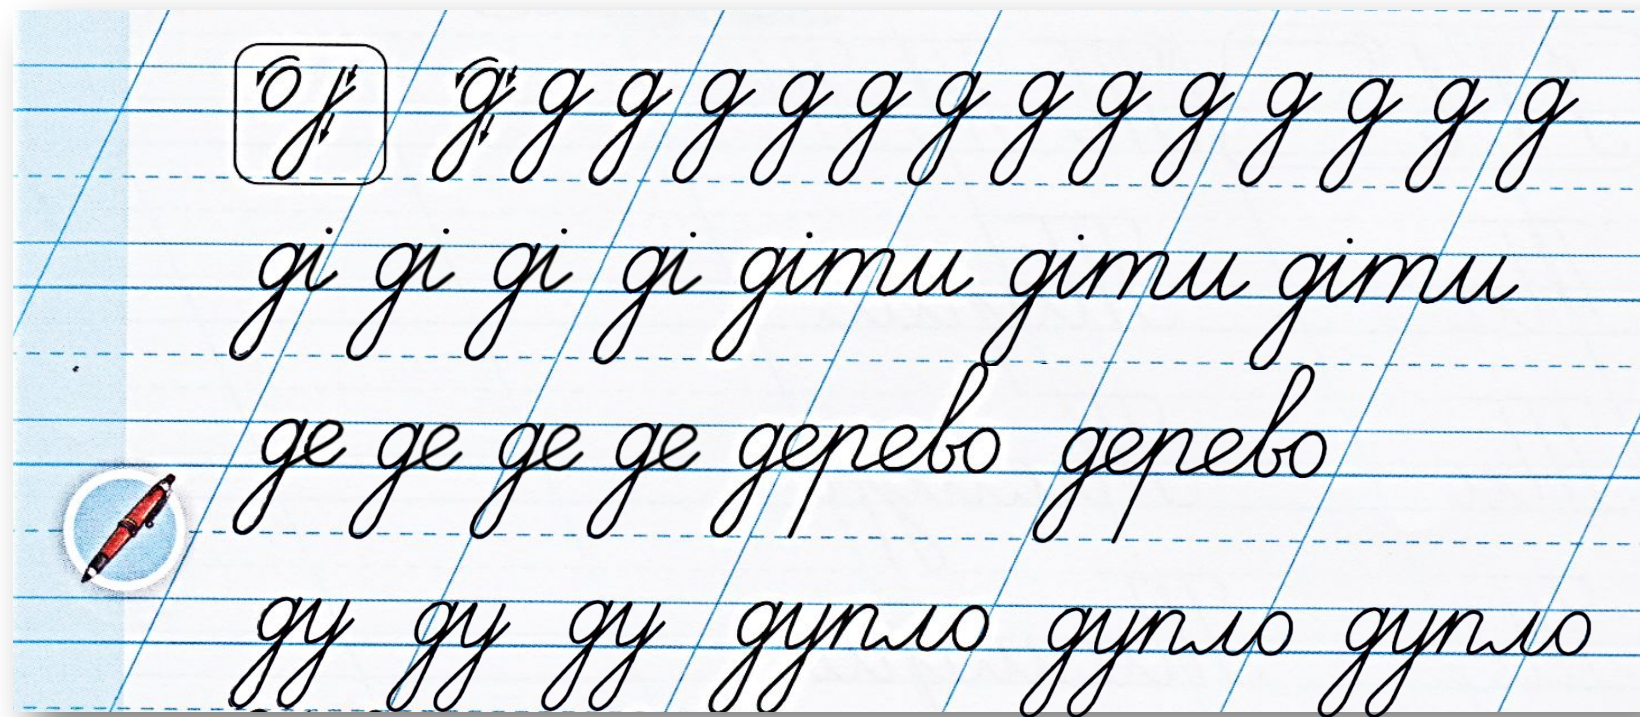 д д д д д д д д д д д д д д
ді ді ді ді діти діти діти
де де де де дерево дерево
ду ду ду дупло дупло дупло